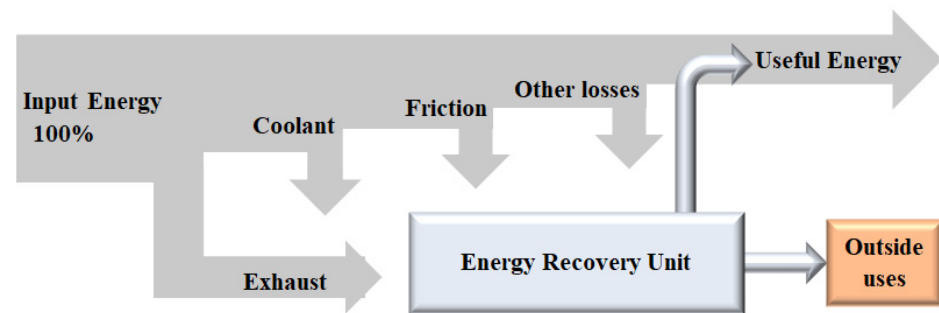 Useful Energy
Input Energy
100%
Other losses
Friction
Coolant
Energy Recovery Unit
Outside
uses
Exhaust